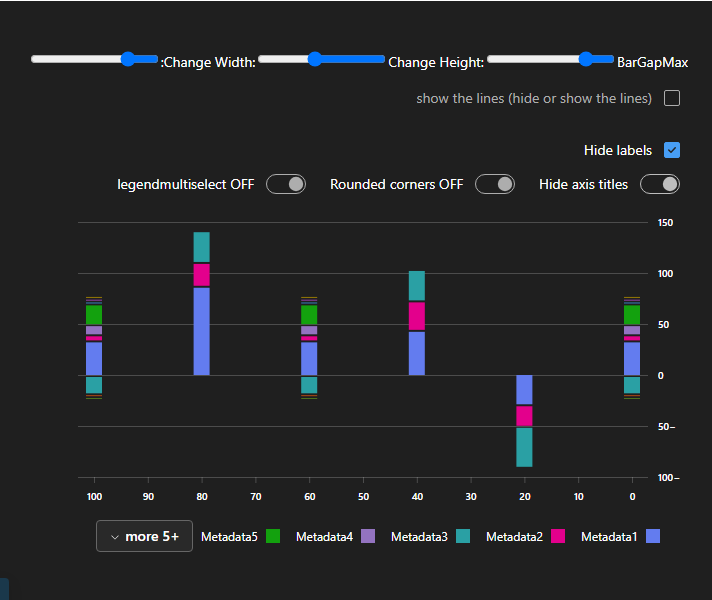 :Change Width: Change Height: BarGapMax
show the lines (hide or show the lines)
Hide labels
legendmultiselect OFF Rounded corners OFF Hide axis titles
150
100
50
0
50−
100−
100 90 80 70 60 50 40 30 20 10 0
more 5+ Metadata5 Metadata4 Metadata3 Metadata2 Metadata1